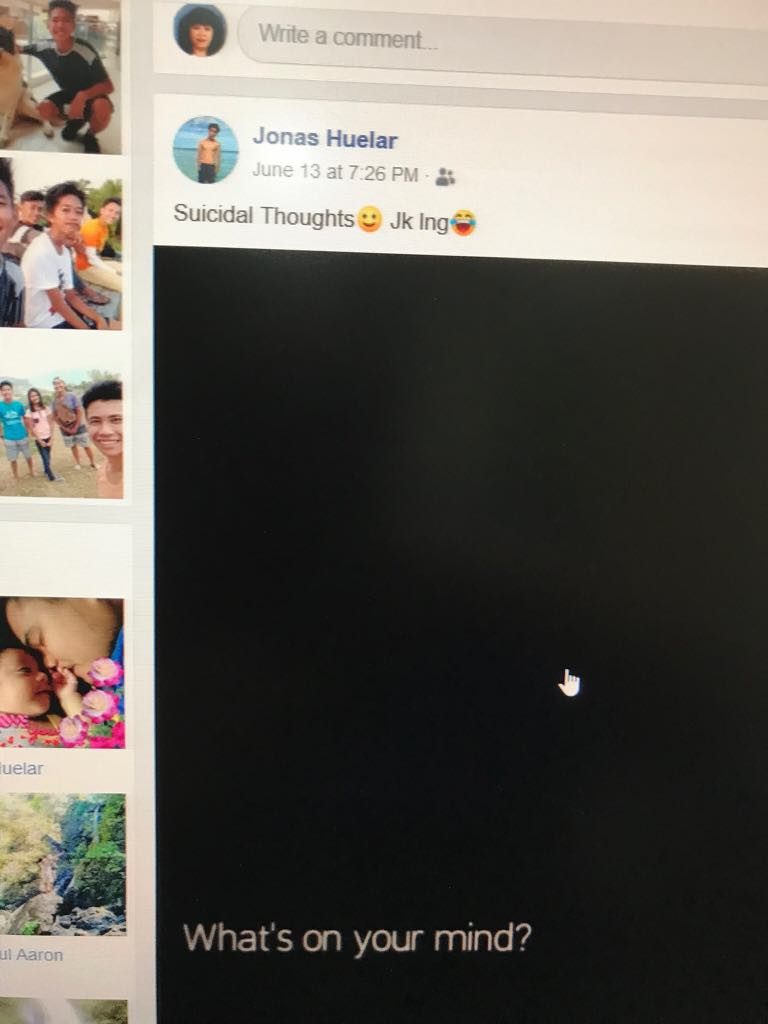 Write a comment...
Jonas Huelar
June 13 at 7:26 PM ·
Suicidal Thoughts🙂 Jk lng😂
What's on your mind?
uelar
ul Aaron